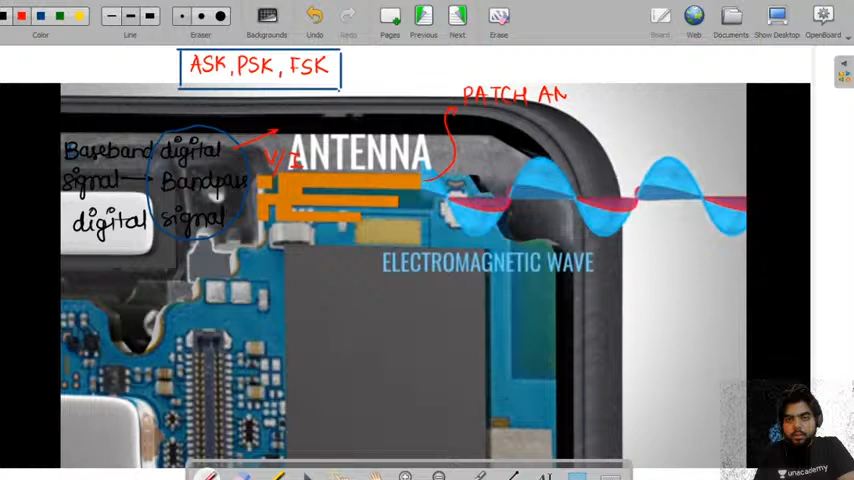 Color
Line
Backgrounds
Undo
Redo
Pages
Previous
Next
Erase
Board
Web
Documents
Show Desktop
OpenBoard
ASK, PSK, FSK
PATCH AN
Baseband digital
signal → Bandpass
digital signal
V/I
ANTENNA
ELECTROMAGNETIC WAVE
unacademy